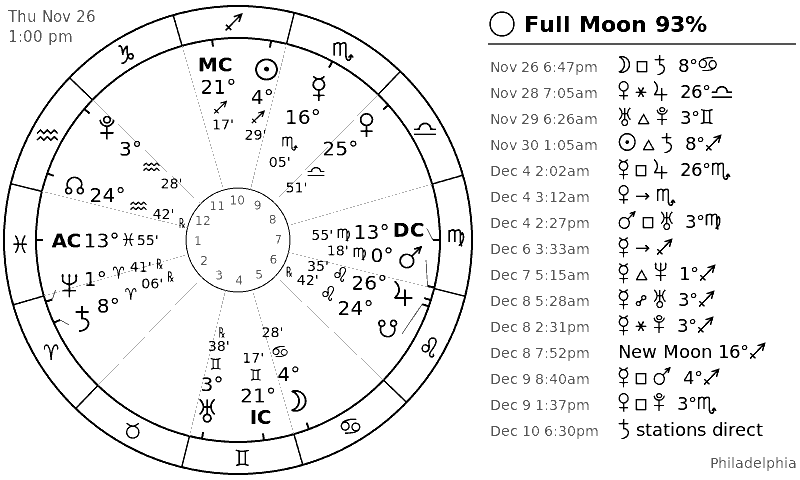 Thu Nov 26
1:00 pm
Full Moon 93%
Nov 26 6:47pm ☽ □ ♄ 8°♋
Nov 28 7:05am ♀ ⚹ ♃ 26°♎
Nov 29 6:26am ♅ △ ♇ 3°♊
Nov 30 1:05am ☉ △ ♄ 8°♐
Dec 4 2:02am ☿ □ ♃ 26°♏
Dec 4 3:12am ♀ → ♏
Dec 4 2:27pm ♂ □ ♅ 3°♍
Dec 6 3:33am ☿ → ♐
Dec 7 5:15am ☿ △ ♆ 1°♐
Dec 8 5:28am ☿ ☍ ♅ 3°♐
Dec 8 2:31pm ☿ ⚹ ♇ 3°♐
Dec 8 7:52pm New Moon 16°♐
Dec 9 8:40am ☿ □ ♂ 4°♐
Dec 9 1:37pm ♀ □ ♇ 3°♏
Dec 10 6:30pm ♄ stations direct
Philadelphia
♐
♑
♏
♒
♎
♓
♍
♈
♌
♉
♋
♊
MC 21° ♐ 17'
☉ 4° ♐ 29'
☿ 16° ♏ 05'
♀ 25° ♎ 51'
♇ 3° ♒ 28'
☊ 24° ♒ 42' ℞
AC 13° ♓ 55'
♆ 1° ♈ 41' ℞
♄ 8° ♈ 06' ℞
55' ♍ 13° DC
18' ♍ 0° ♂
35' ♌ 26° ♃
℞ 42' ♌ 24° ☋
℞ 38' ♊ 3° ♅
17' ♊ 21° IC
28' ♋ 4° ☽
1
2
3
4
5
6
7
8
9
10
11
12